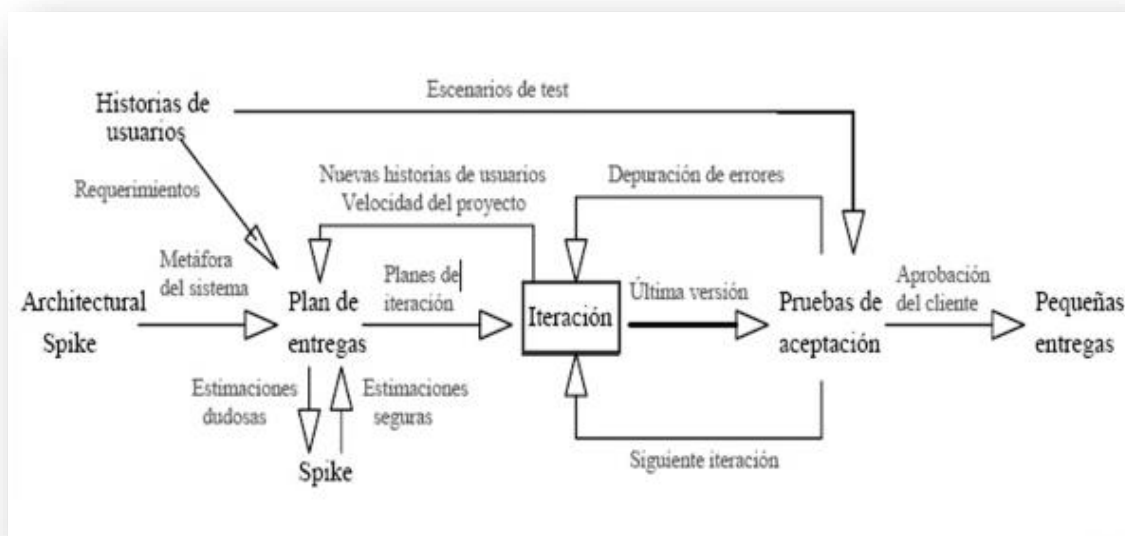 Escenarios de test
Historias de
usuarios
Requerimientos
Nuevas historias de usuarios
Velocidad del proyecto
Depuración de errores
Metáfora
del sistema
Planes de
iteración
Última versión
Aprobación
del cliente
Architectural
Spike
Plan de
entregas
Iteración
Pruebas de
aceptación
Pequeñas
entregas
Estimaciones
dudosas
Estimaciones
seguras
Spike
Siguiente iteración